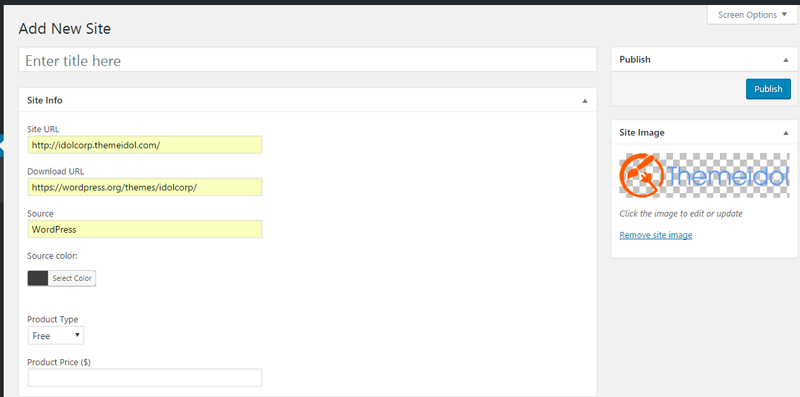 Screen Options
Add New Site
Enter title here
Site Info
Site URL
http://idolcorp.themeidol.com/
Download URL
https://wordpress.org/themes/idolcorp/
Source
WordPress
Source color:
Select Color
Product Type
Free
Product Price ($)
Publish
Publish
Site Image
Themeidol
Click the image to edit or update
Remove site image